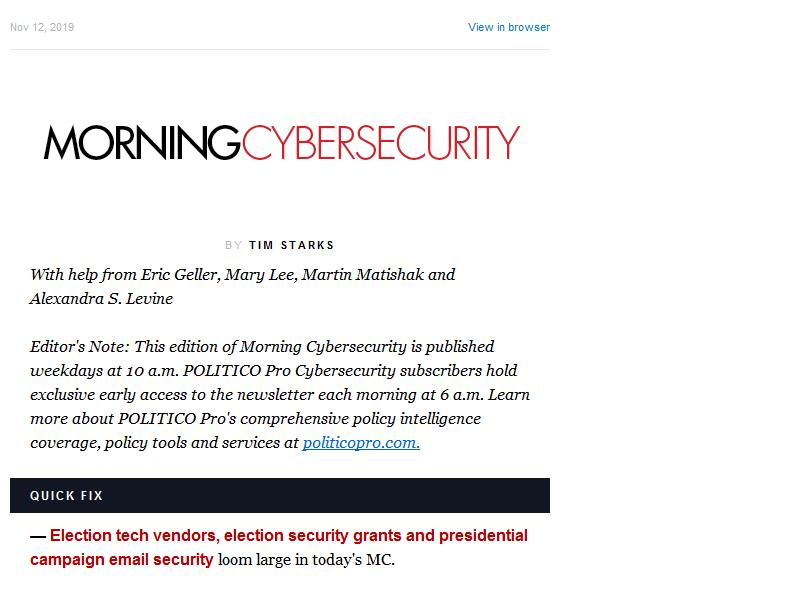 Nov 12, 2019 View in browser
MORNINGCYBERSECURITY
BY TIM STARKS
With help from Eric Geller, Mary Lee, Martin Matishak and
Alexandra S. Levine
Editor's Note: This edition of Morning Cybersecurity is published
weekdays at 10 a.m. POLITICO Pro Cybersecurity subscribers hold
exclusive early access to the newsletter each morning at 6 a.m. Learn
more about POLITICO Pro's comprehensive policy intelligence
coverage, policy tools and services at politicopro.com.
QUICK FIX
— Election tech vendors, election security grants and presidential
campaign email security loom large in today's MC.